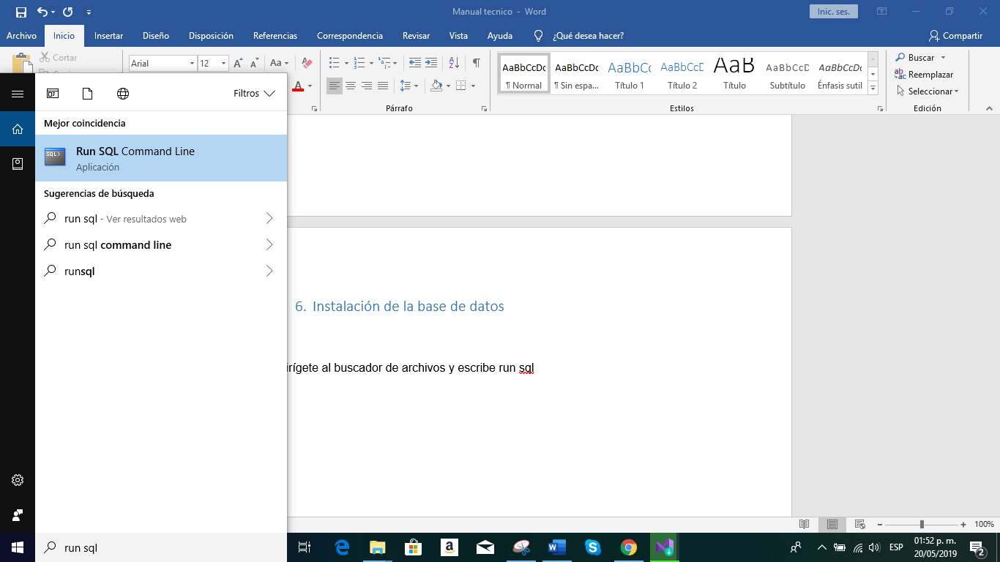 Manual tecnico - Word
Inic. ses.
Archivo Inicio Insertar Diseño Disposición Referencias Correspondencia Revisar Vista Ayuda ¿Qué desea hacer? Compartir
Cortar
Arial 12 Aa
AaBbCcDc AaBbCcDc AaBbCc AaBbCcD AaB AaBbCcD AaBbCcDc
¶ Normal ¶ Sin espa... Título 1 Título 2 Título Subtítulo Énfasis sutil
Buscar
Reemplazar
Seleccionar
Párrafo Estilos Edición
Filtros
Mejor coincidencia
SQL>
Run SQL Command Line
Aplicación
Sugerencias de búsqueda
run sql - Ver resultados web
run sql command line
runsql
6. Instalación de la base de datos
irígete al buscador de archivos y escribe run sql
100%
run sql
ESP
01:52 p. m.
20/05/2019
2